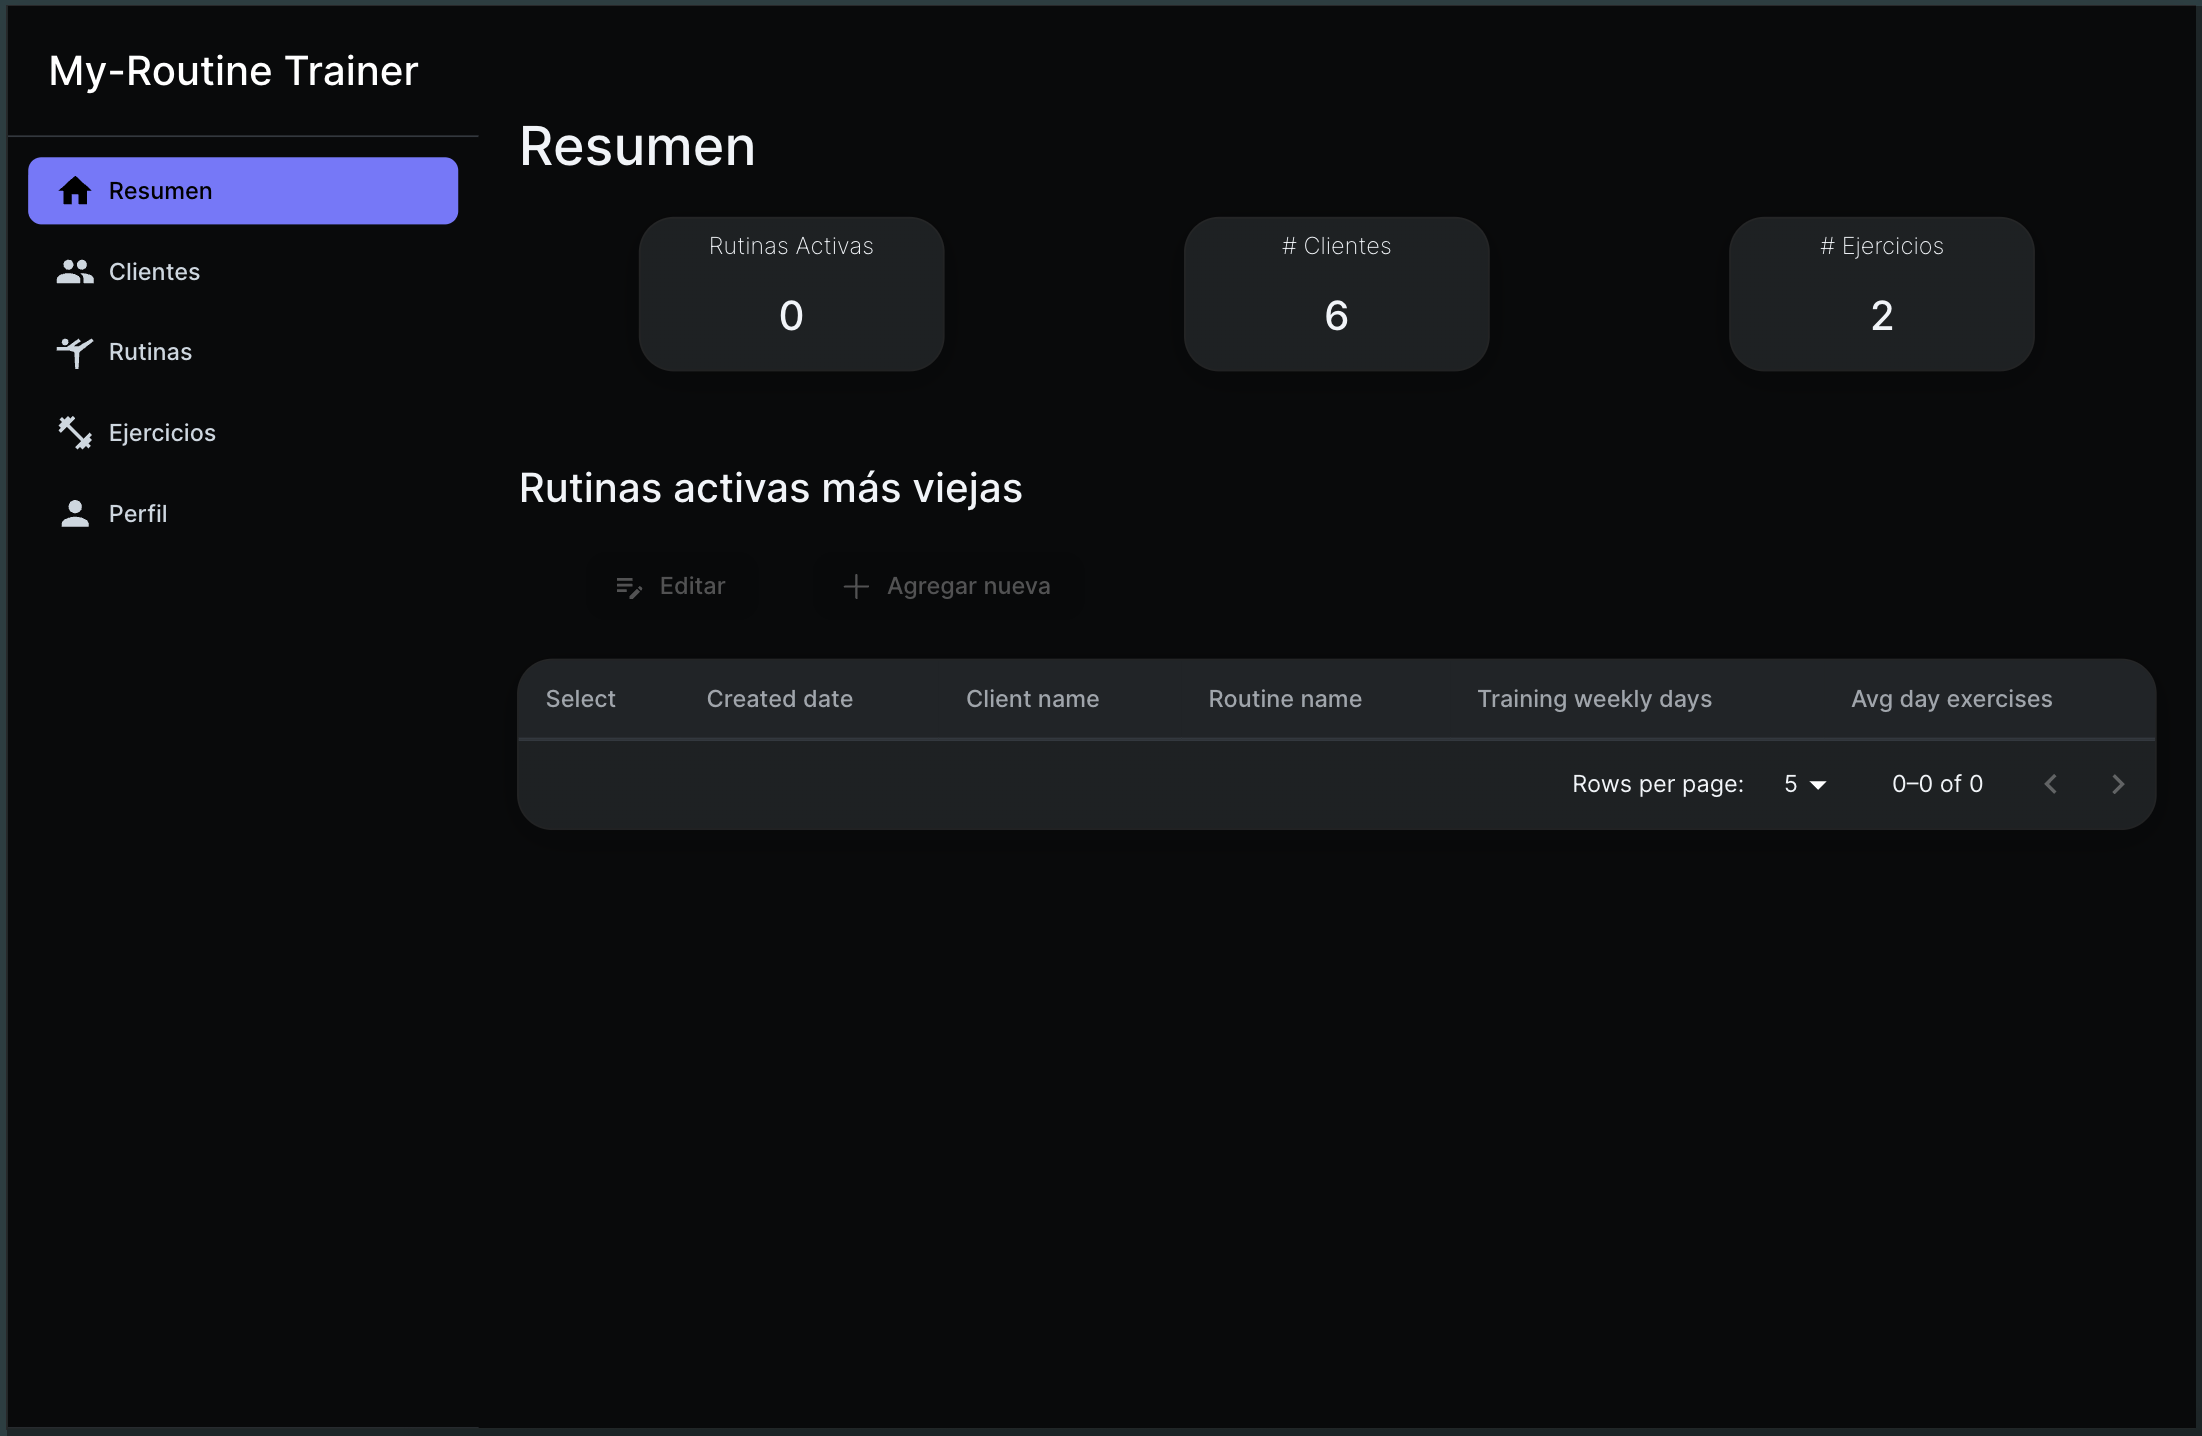 My-Routine Trainer
Resumen
Clientes
Rutinas
Ejercicios
Perfil
Resumen
Rutinas Activas
0
# Clientes
6
# Ejercicios
2
Rutinas activas más viejas
Editar
Agregar nueva
Select Created date Client name Routine name Training weekly days Avg day exercises
Rows per page: 5 0–0 of 0